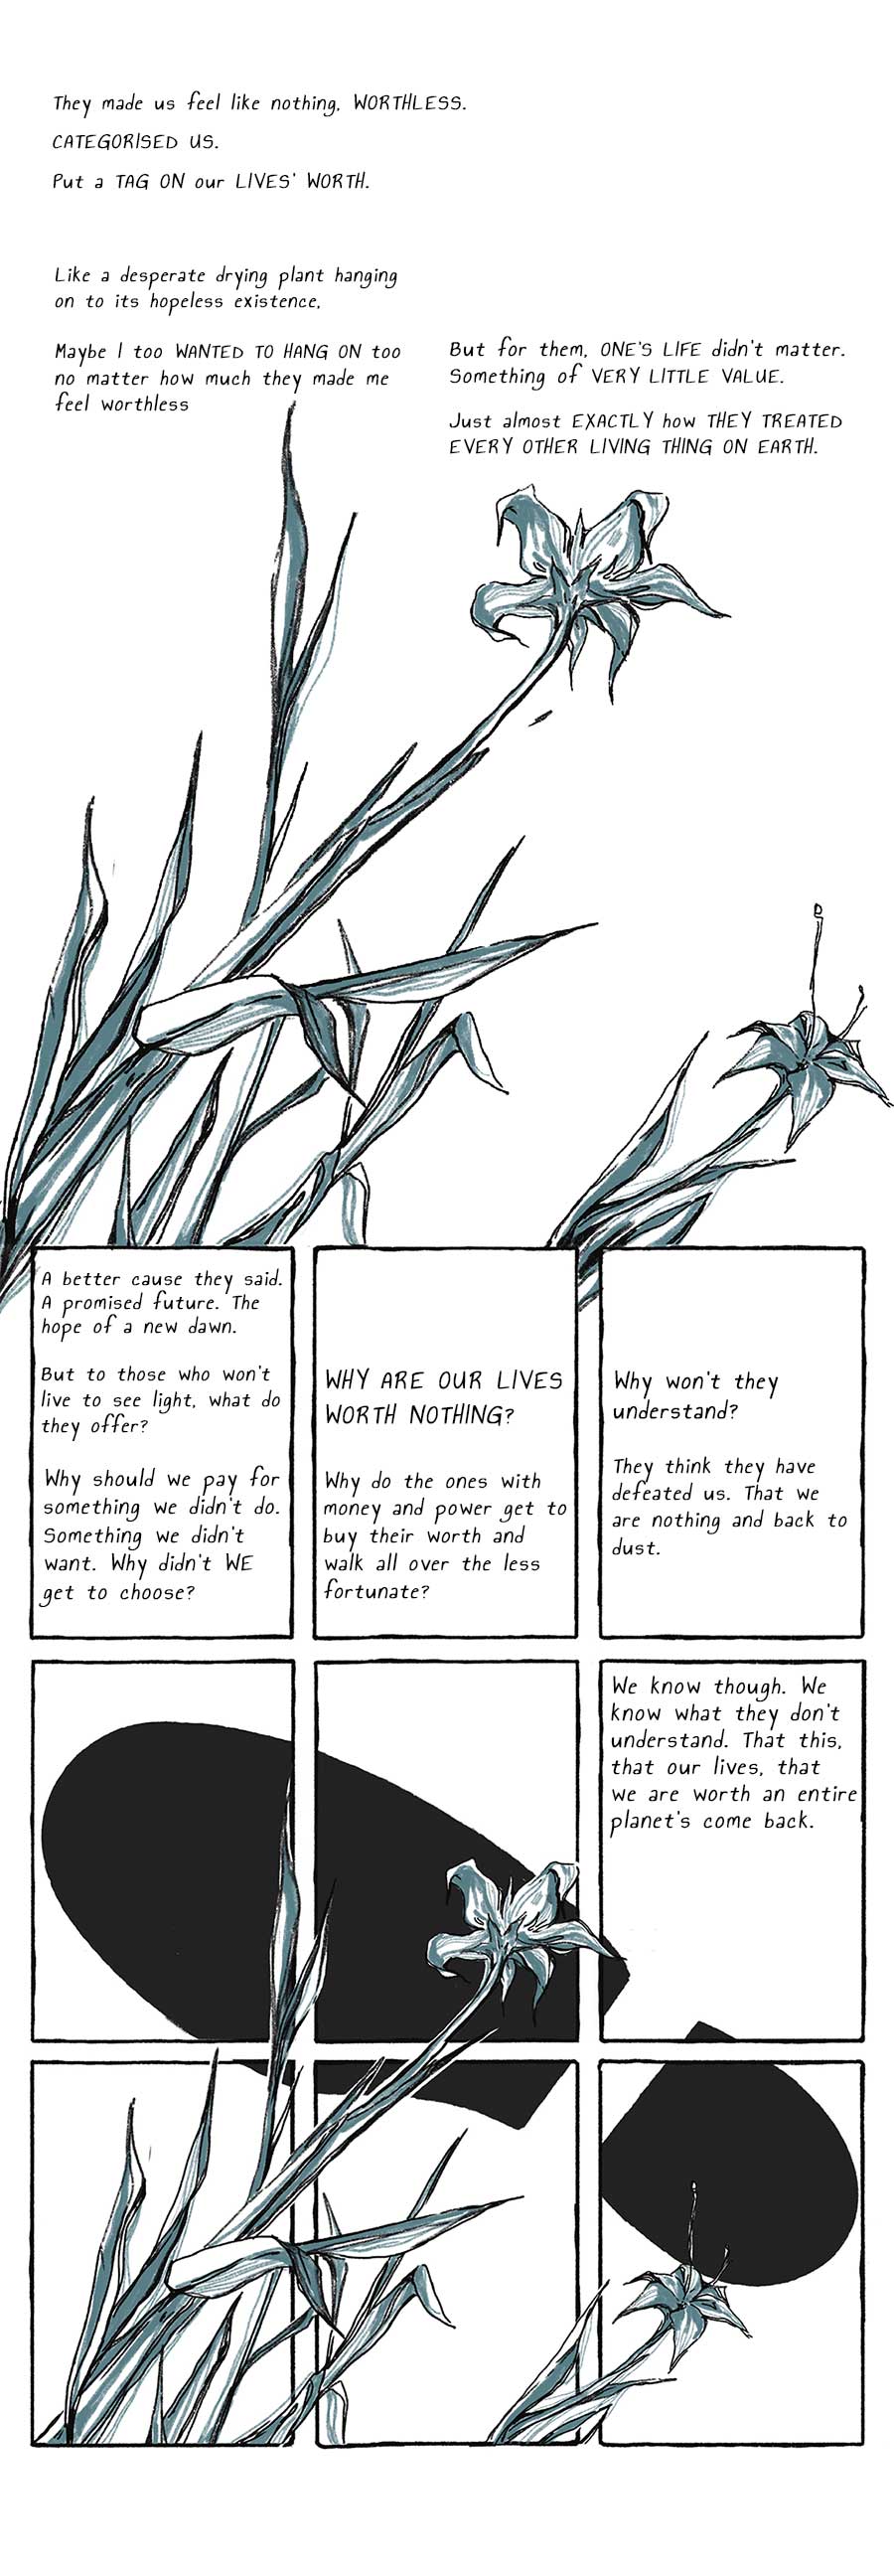 They made us feel like nothing, WORTHLESS.
CATEGORISED US.
Put a TAG ON our LIVES' WORTH.
Like a desperate drying plant hanging
on to its hopeless existence,
Maybe I too WANTED TO HANG ON too
no matter how much they made me
feel worthless
But for them, ONE'S LIFE didn't matter.
Something of VERY LITTLE VALUE.
Just almost EXACTLY how THEY TREATED
EVERY OTHER LIVING THING ON EARTH.
A better cause they said.
A promised future. The
hope of a new dawn.
But to those who won't
live to see light, what do
they offer?
Why should we pay for
something we didn't do.
Something we didn't
want. Why didn't WE
get to choose?
WHY ARE OUR LIVES
WORTH NOTHING?
Why do the ones with
money and power get to
buy their worth and
walk all over the less
fortunate?
Why won't they
understand?
They think they have
defeated us. That we
are nothing and back to
dust.
We know though. We
know what they don't
understand. That this,
that our lives, that
we are worth an entire
planet's come back.